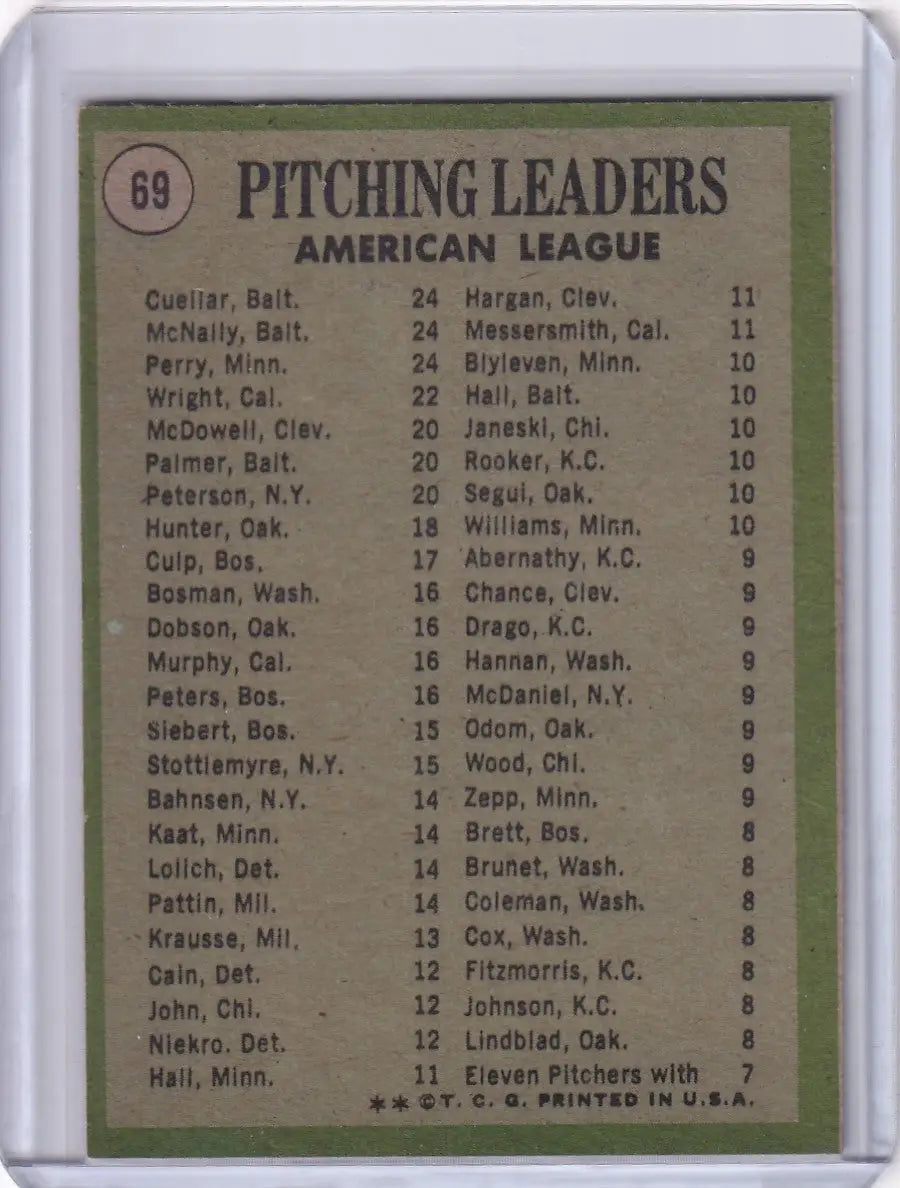 69
PITCHING LEADERS
AMERICAN LEAGUE
Cuellar, Balt. 24 Hargan, Clev. 11
McNally, Balt. 24 Messersmith, Cal. 11
Perry, Minn. 24 Blyleven, Minn. 10
Wright, Cal. 22 Hall, Balt. 10
McDowell, Clev. 20 Janeski, Chi. 10
Palmer, Balt. 20 Rooker, K.C. 10
Peterson, N.Y. 20 Segui, Oak. 10
Hunter, Oak. 18 Williams, Minn. 10
Culp, Bos. 17 Abernathy, K.C. 9
Bosman, Wash. 16 Chance, Clev. 9
Dobson, Oak. 16 Drago, K.C. 9
Murphy, Cal. 16 Hannan, Wash. 9
Peters, Bos. 16 McDaniel, N.Y. 9
Siebert, Bos. 15 Odom, Oak. 9
Stottlemyre, N.Y. 15 Wood, Chi. 9
Bahnsen, N.Y. 14 Zepp, Minn. 9
Kaat, Minn. 14 Brett, Bos. 8
Lolich, Det. 14 Brunet, Wash. 8
Pattin, Mil. 14 Coleman, Wash. 8
Krausse, Mil. 13 Cox, Wash. 8
Cain, Det. 12 Fitzmorris, K.C. 8
John, Chi. 12 Johnson, K.C. 8
Niekro. Det. 12 Lindblad, Oak. 8
Hall, Minn. 11 Eleven Pitchers with 7
** ©T. C. G. PRINTED IN U.S.A.